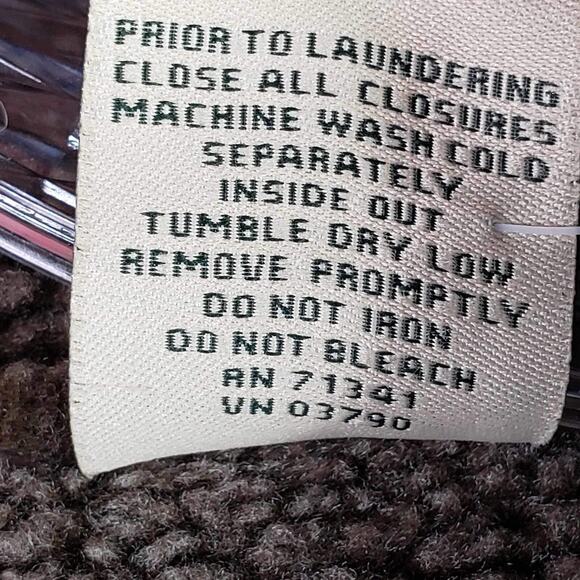 PRIOR TO LAUNDERING
CLOSE ALL CLOSURES
MACHINE WASH COLD
SEPARATELY
INSIDE OUT
TUMBLE DRY LOW
REMOVE PROMPTLY
DO NOT IRON
DO NOT BLEACH
RN 71341
VN 03790